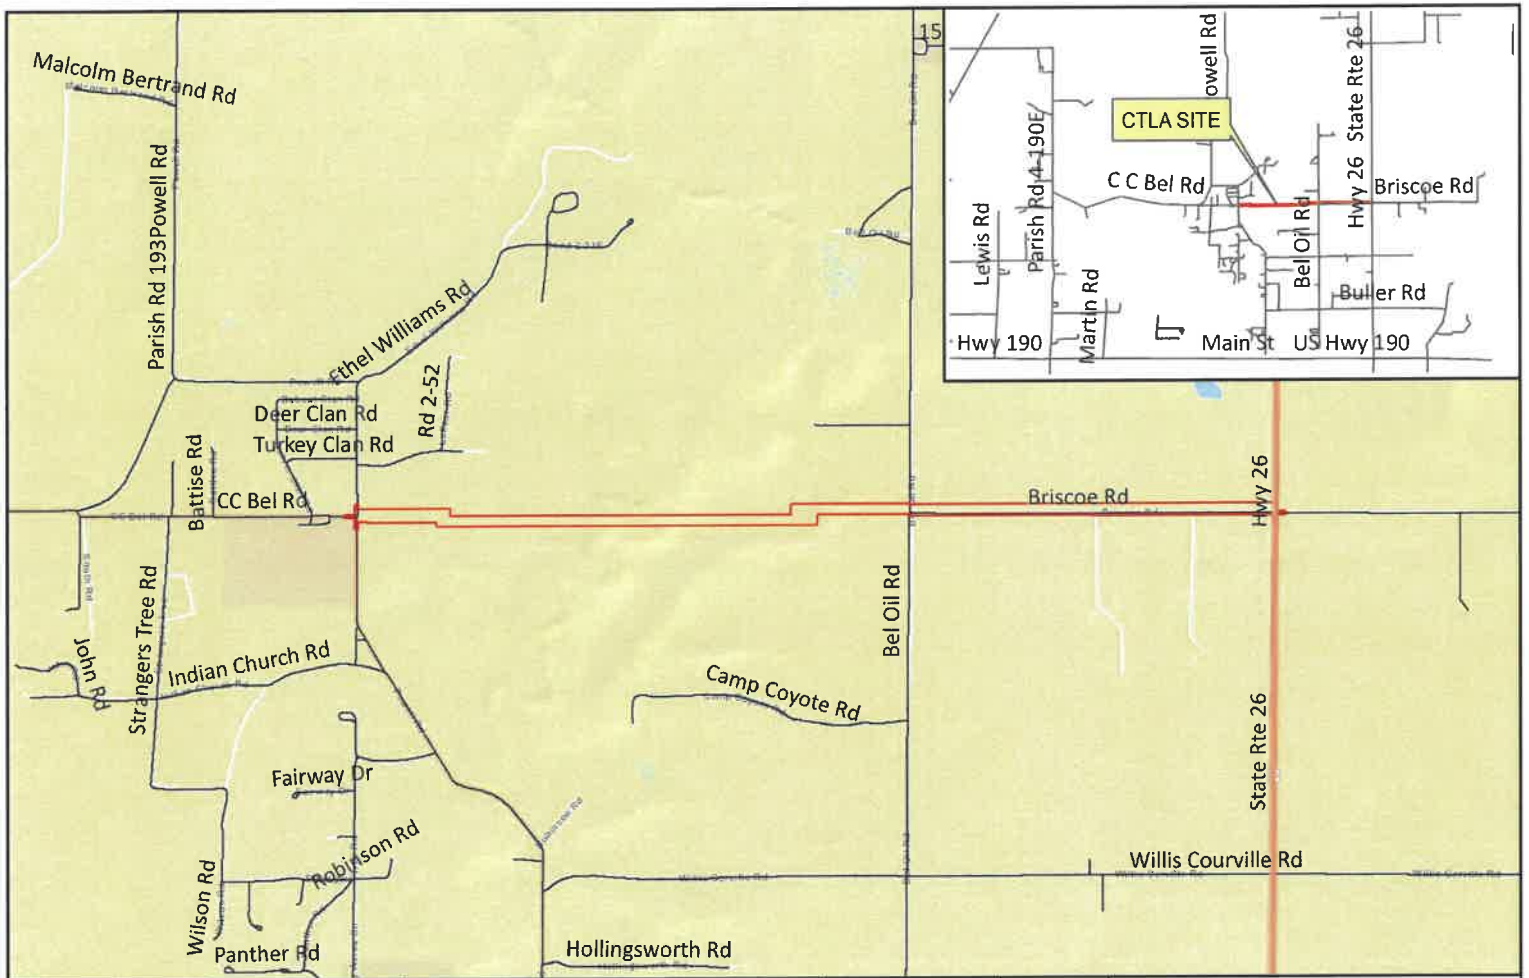 Malcolm Bertrand Rd
Parish Rd 193Powell Rd
Ethel Williams Rd
Deer Clan Rd
Turkey Clan Rd
Rd 2-52
Battise Rd
CC Bel Rd
Strangers Tree Rd
John Rd
Indian Church Rd
Fairway Dr
Robinson Rd
Wilson Rd
Panther Rd
Hollingsworth Rd
Camp Coyote Rd
Bel Oil Rd
Briscoe Rd
Hwy 26
State Rte 26
Willis Courville Rd
15
owell Rd
State Rte 26
CTLA SITE
Parish Rd 4-190E
C C Bel Rd
Hwy 26
Briscoe Rd
Lewis Rd
Bel Oil Rd
Martin Rd
Buller Rd
Hwy 190
Main St
US Hwy 190